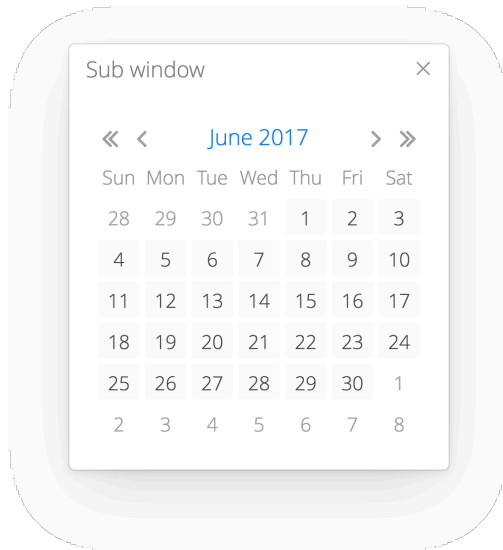 Sub window
June 2017
Sun Mon Tue Wed Thu Fri Sat
28 29 30 31 1 2 3
4 5 6 7 8 9 10
11 12 13 14 15 16 17
18 19 20 21 22 23 24
25 26 27 28 29 30 1
2 3 4 5 6 7 8